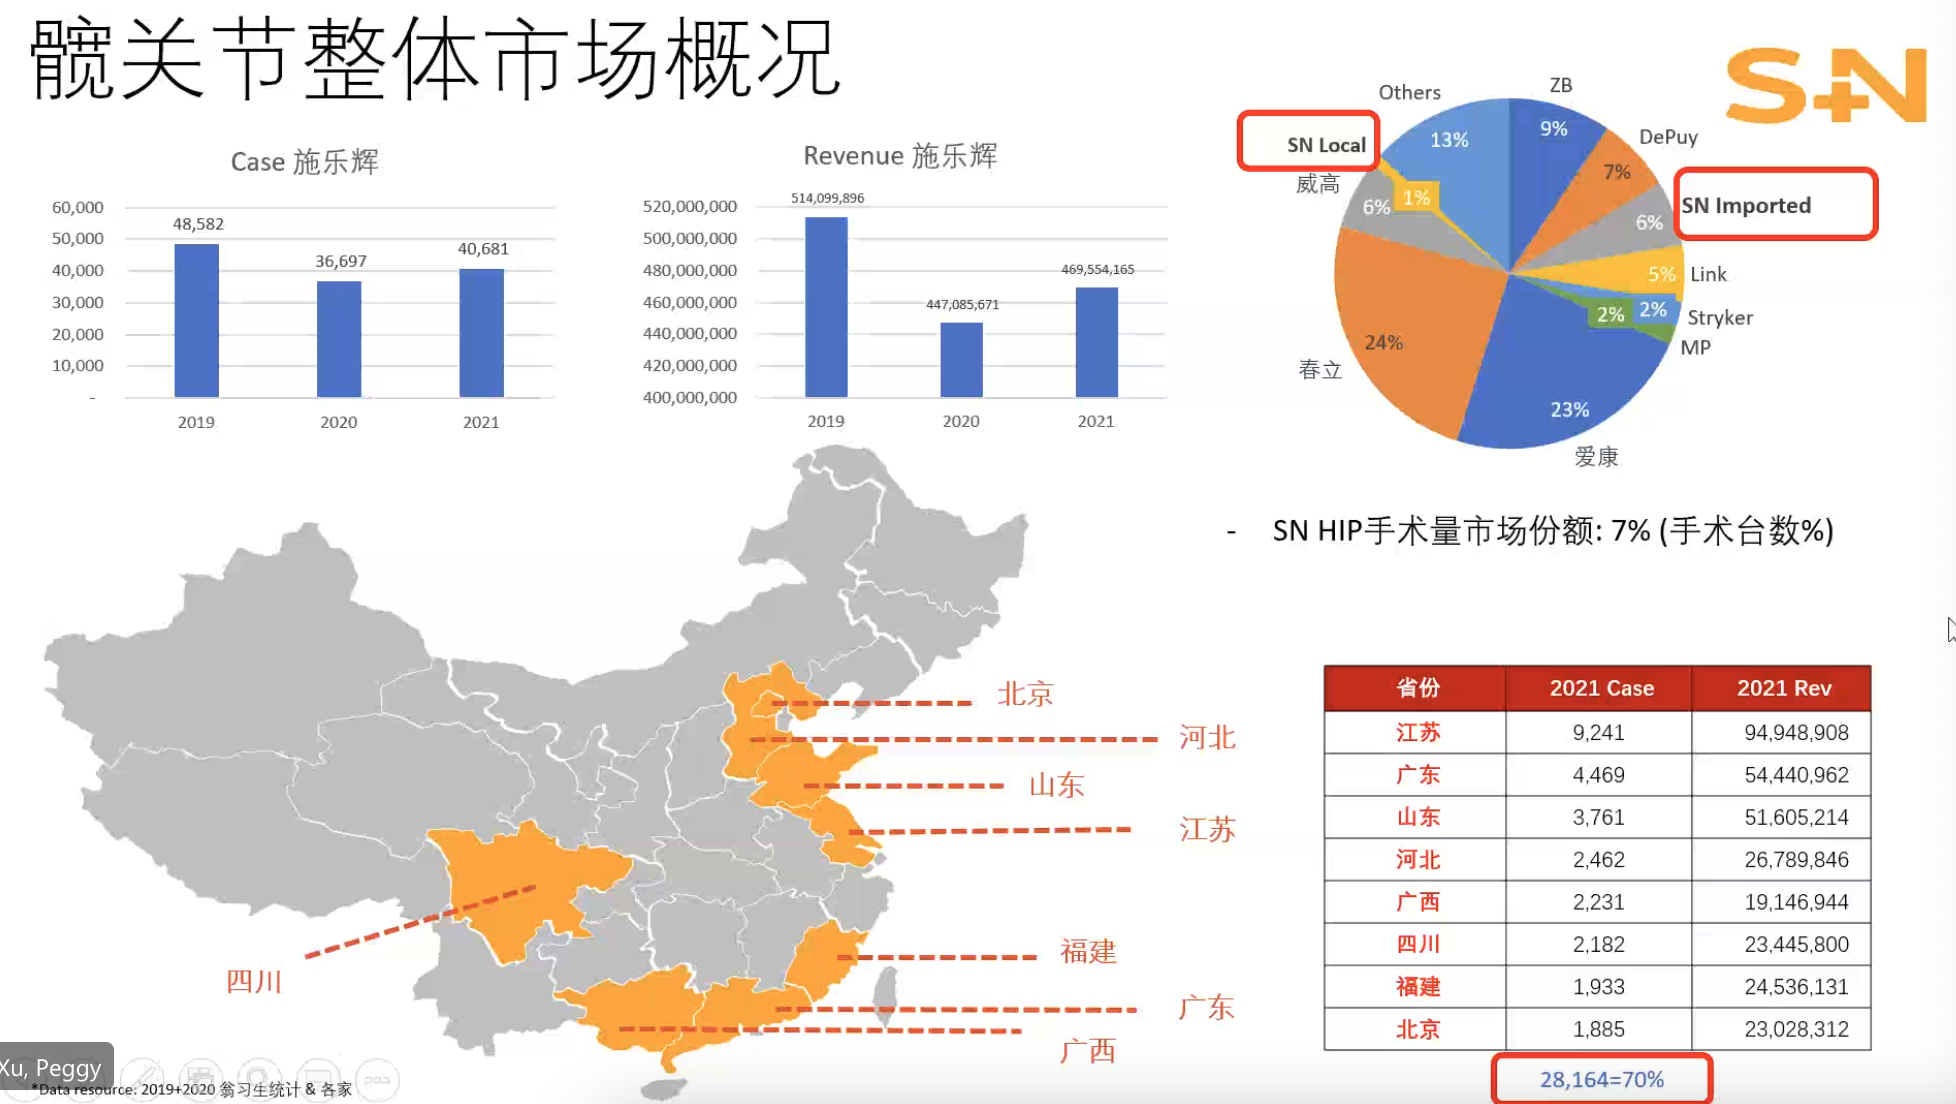 髋关节整体市场概况
S+N
Case 施乐辉
60,000
50,000
40,000
30,000
20,000
10,000
-
48,582
36,697
40,681
2019
2020
2021
Revenue 施乐辉
520,000,000
500,000,000
480,000,000
460,000,000
440,000,000
420,000,000
400,000,000
514,099,896
447,085,671
469,554,165
2019
2020
2021
Others
13%
ZB
9%
DePuy
7%
SN Imported
6%
Link
5%
Stryker
2%
MP
2%
爱康
23%
春立
24%
威高
6%
SN Local
1%
- SN HIP手术量市场份额: 7% (手术台数%)
北京
河北
山东
江苏
四川
福建
广东
广西
省份 2021 Case 2021 Rev
江苏 9,241 94,948,908
广东 4,469 54,440,962
山东 3,761 51,605,214
河北 2,462 26,789,846
广西 2,231 19,146,944
四川 2,182 23,445,800
福建 1,933 24,536,131
北京 1,885 23,028,312
28,164=70%
Xu, Peggy
*Data resource: 2019+2020 翁习生统计 & 各家